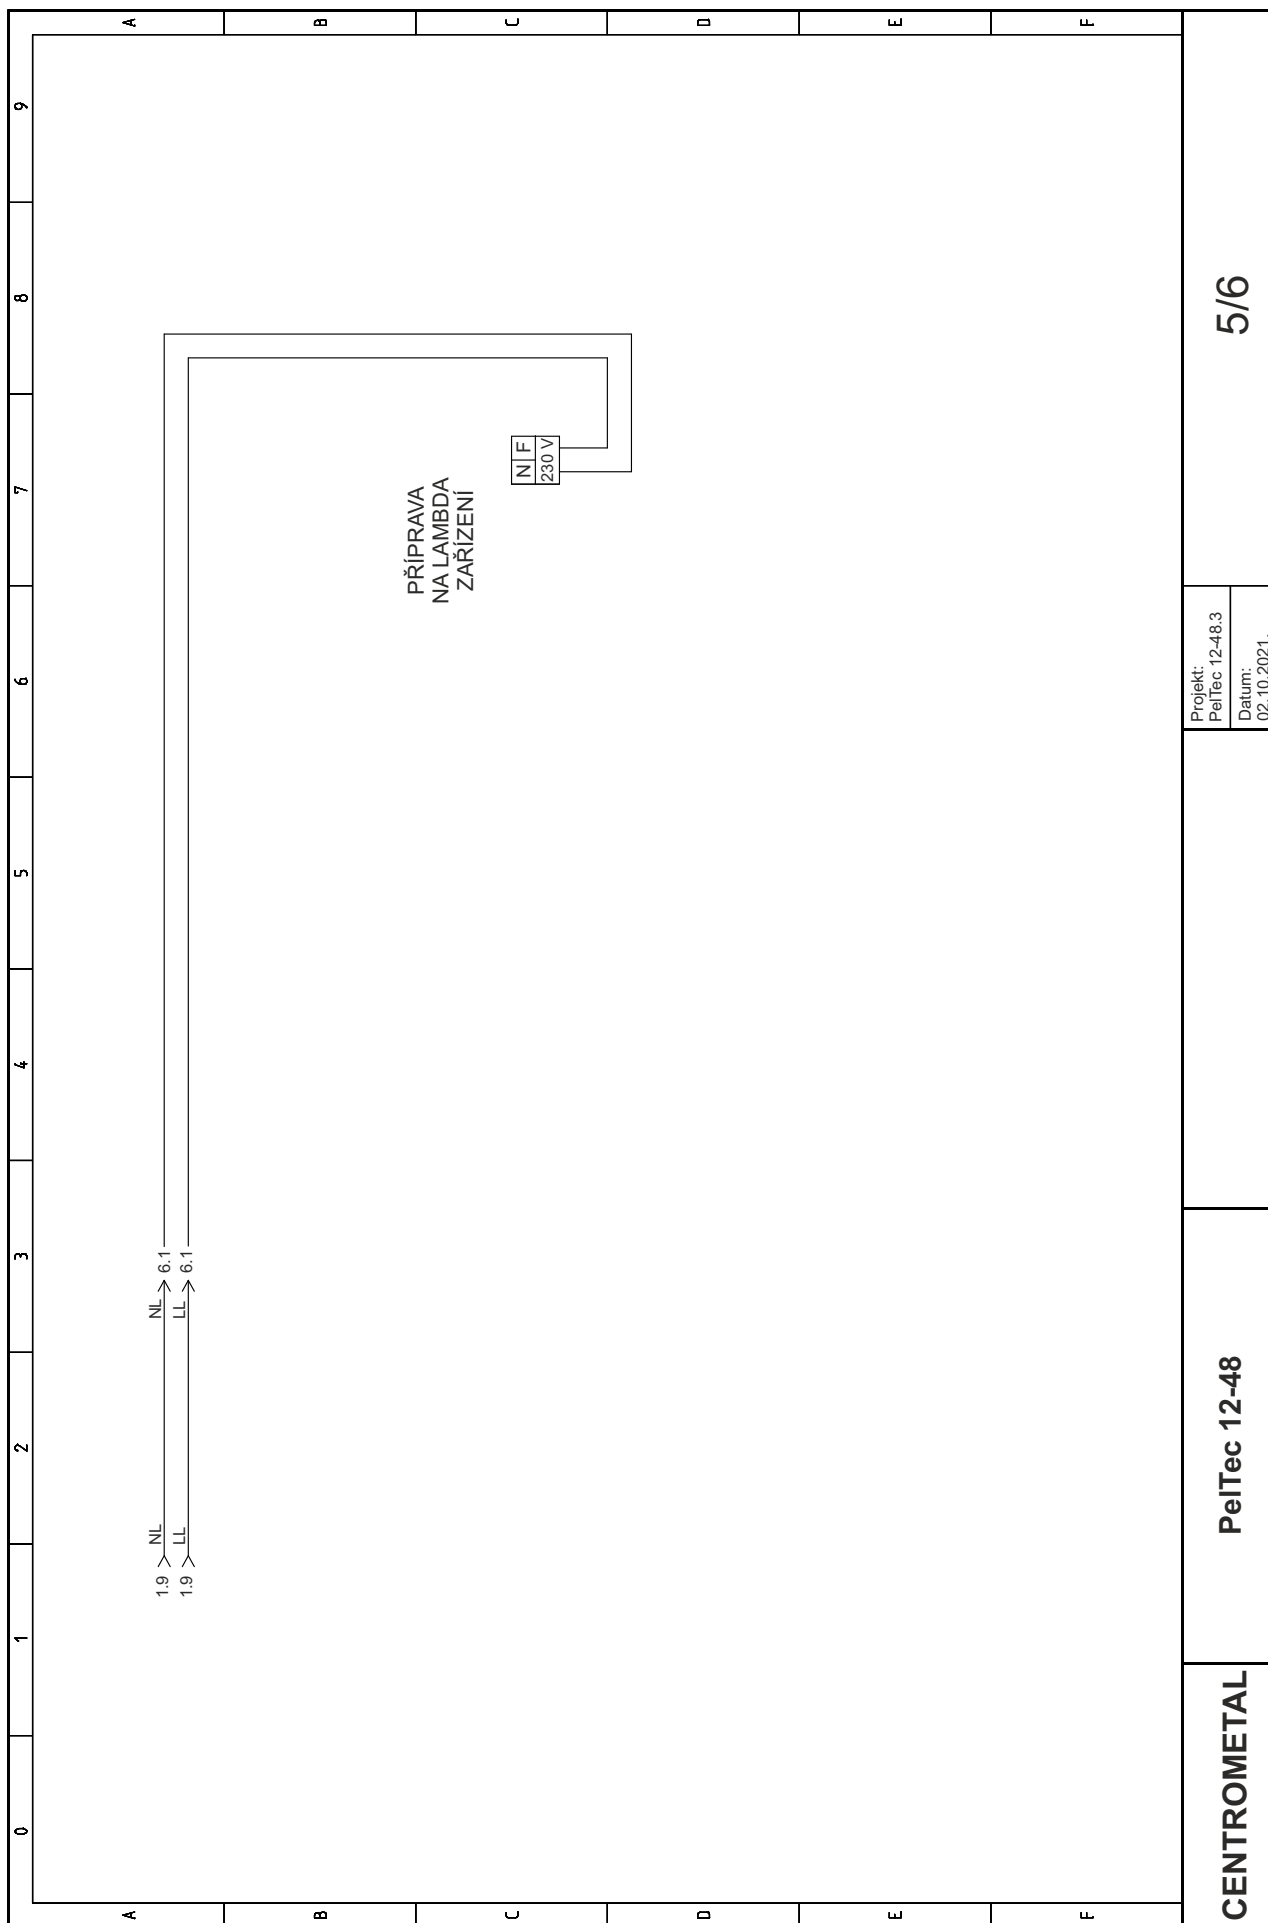 0 1 2 3 4 5 6 7 8 9
A A
B B
C C
D D
E E
F F
1.9 NL NL 6.1
1.9 LL LL 6.1
PŘÍPRAVA
NA LAMBDA
ZAŘÍZENÍ
N F
230 V
CENTROMETAL
PelTec 12-48
Projekt:
PelTec 12-48.3
Datum:
02.10.2021.
5/6